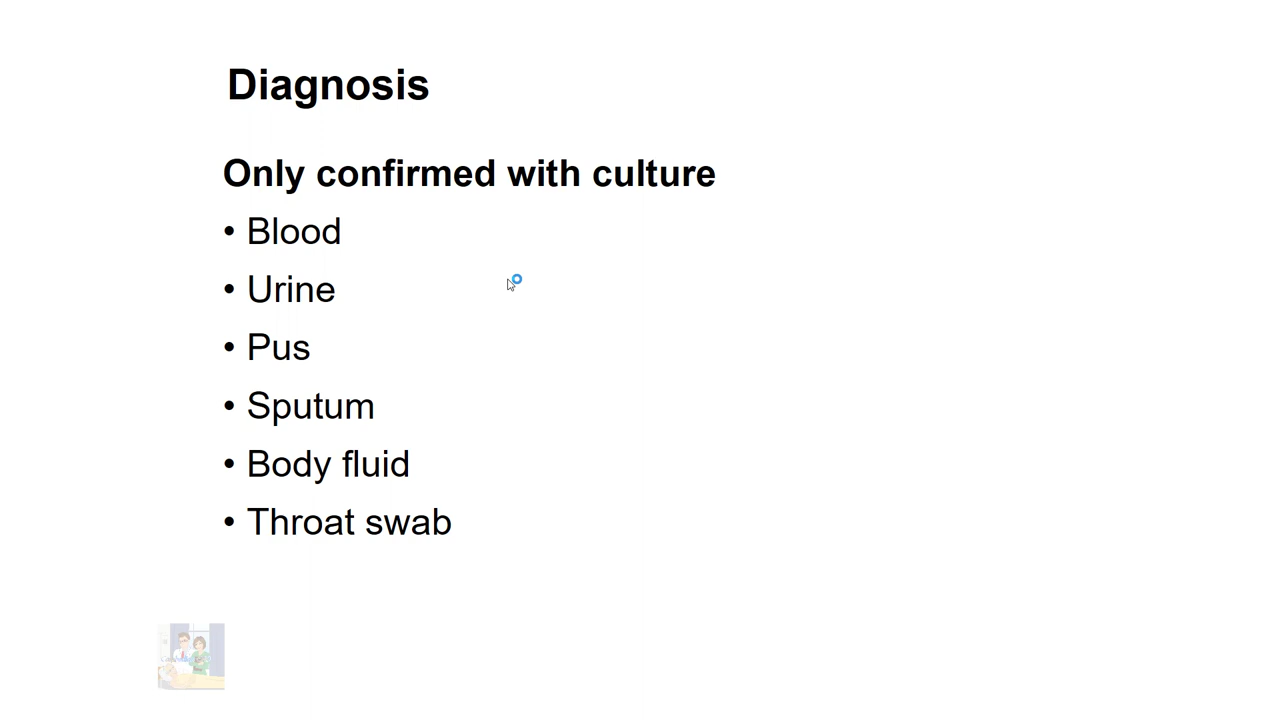 Diagnosis
Only confirmed with culture
• Blood
• Urine
• Pus
• Sputum
• Body fluid
• Throat swab